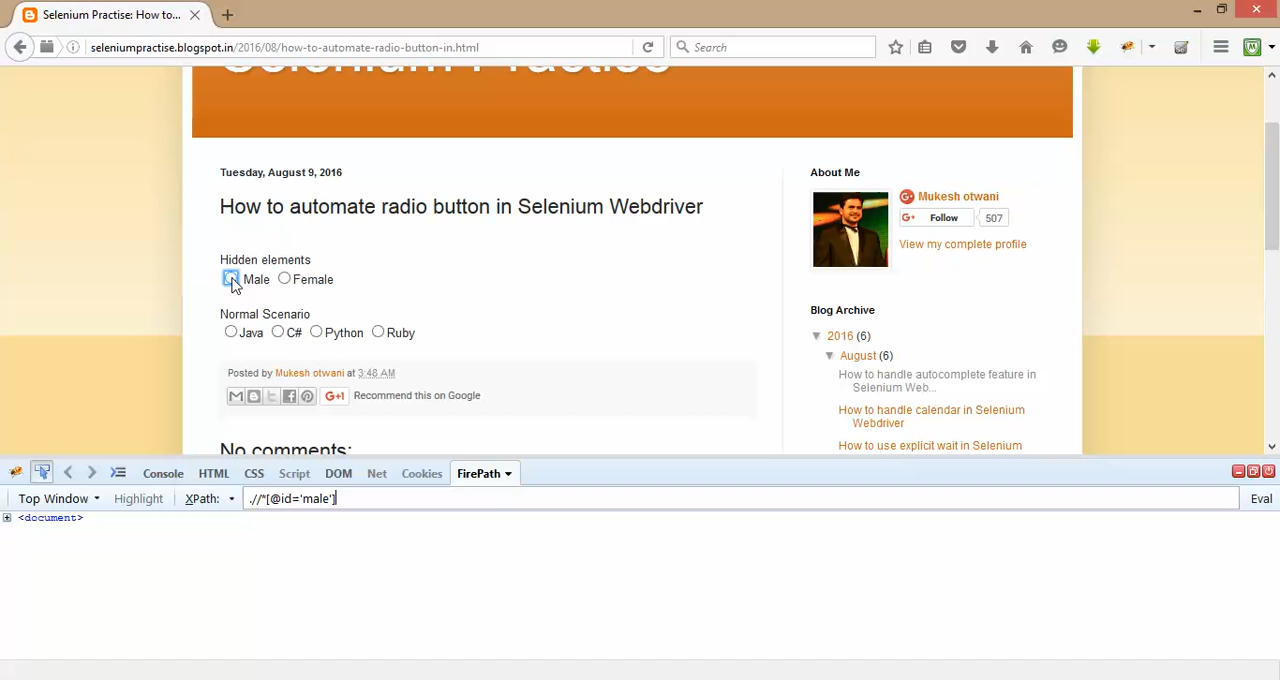 Selenium Practise: How to...
seleniumpractise.blogspot.in/2016/08/how-to-automate-radio-button-in.html
Search
Selenium Practise
Tuesday, August 9, 2016
How to automate radio button in Selenium Webdriver
Hidden elements
Male Female
Normal Scenario
Java C# Python Ruby
Posted by Mukesh otwani at 3:48 AM
G+1 Recommend this on Google
No comments:
About Me
Mukesh otwani
G+ Follow 507
View my complete profile
Blog Archive
▼ 2016 (6)
▼ August (6)
How to handle autocomplete feature in
Selenium Web...
How to handle calendar in Selenium
Webdriver
How to use explicit wait in Selenium
Console HTML CSS Script DOM Net Cookies FirePath
Top Window Highlight XPath: .//*[@id='male'] Eval
<document>